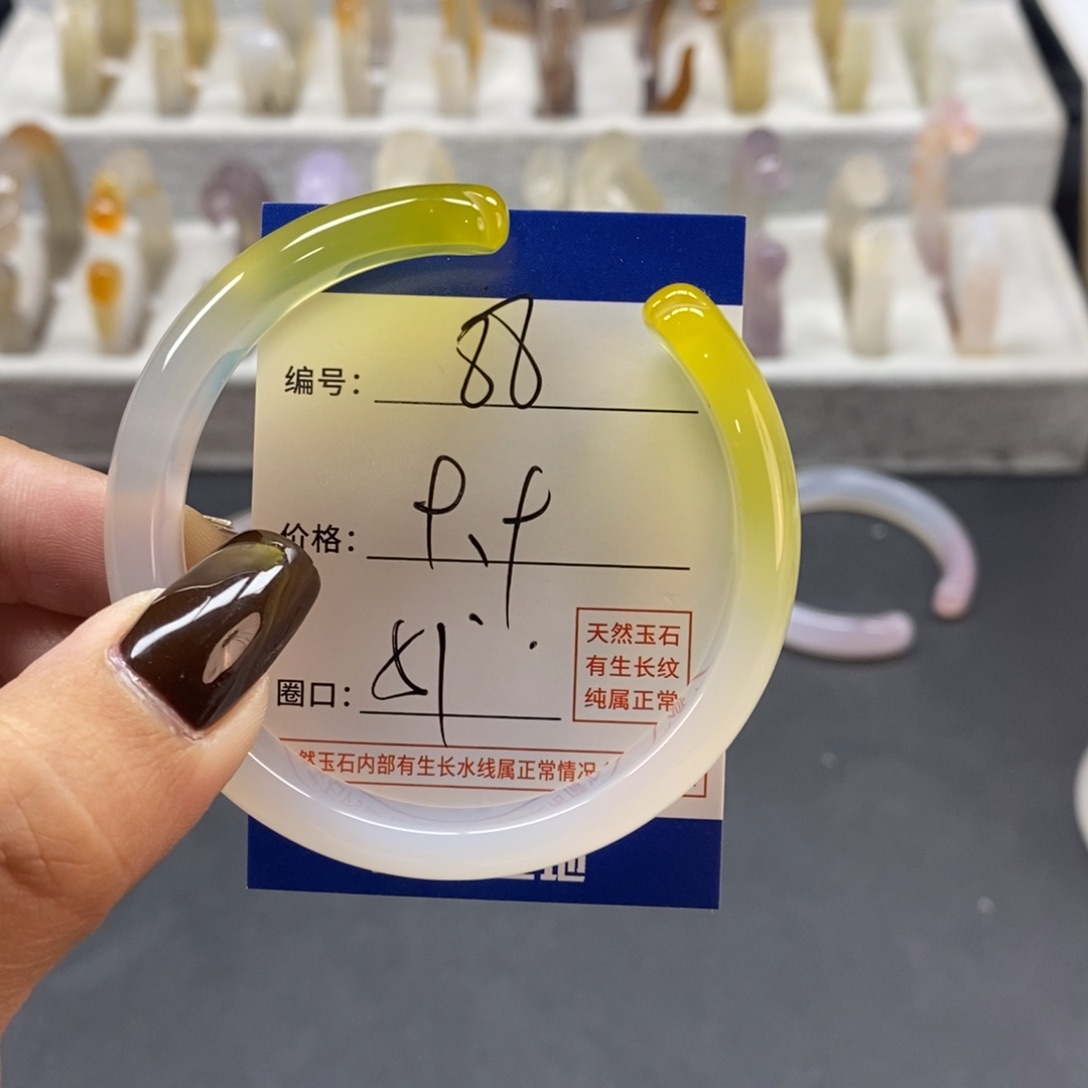 编号： 88
价格：
圈口：
天然玉石
有生长纹
纯属正常
然玉石内部有生长水线属正常情况
地